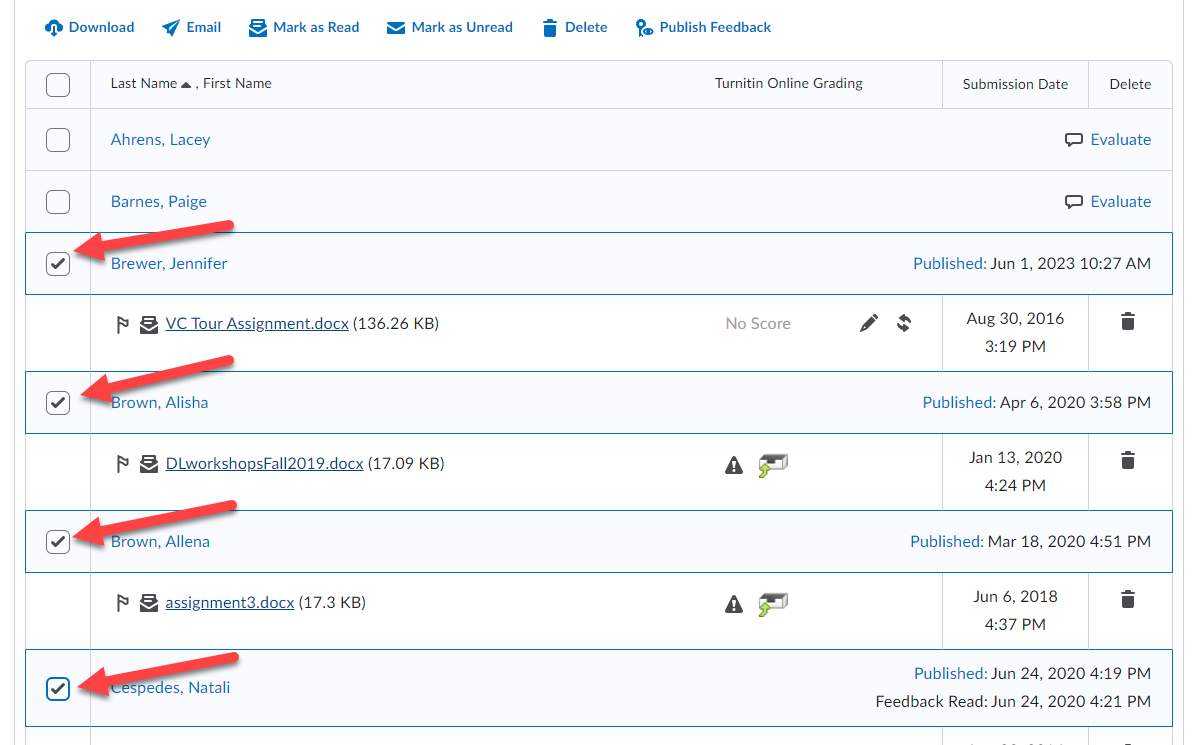 Download Email Mark as Read Mark as Unread Delete Publish Feedback
Last Name , First Name Turnitin Online Grading Submission Date Delete
Ahrens, Lacey Evaluate
Barnes, Paige Evaluate
Brewer, Jennifer Published: Jun 1, 2023 10:27 AM
VC Tour Assignment.docx (136.26 KB) No Score Aug 30, 2016
3:19 PM
Brown, Alisha Published: Apr 6, 2020 3:58 PM
DLworkshopsFall2019.docx (17.09 KB) Jan 13, 2020
4:24 PM
Brown, Allena Published: Mar 18, 2020 4:51 PM
assignment3.docx (17.3 KB) Jun 6, 2018
4:37 PM
Cespedes, Natali Published: Jun 24, 2020 4:19 PM
Feedback Read: Jun 24, 2020 4:21 PM